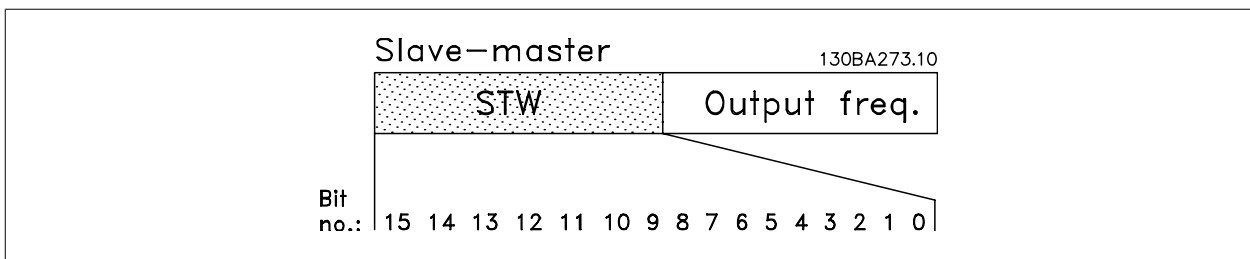 Slave-master 130BA273.10
STW Output freq.
Bit
no.: 15 14 13 12 11 10 9 8 7 6 5 4 3 2 1 0